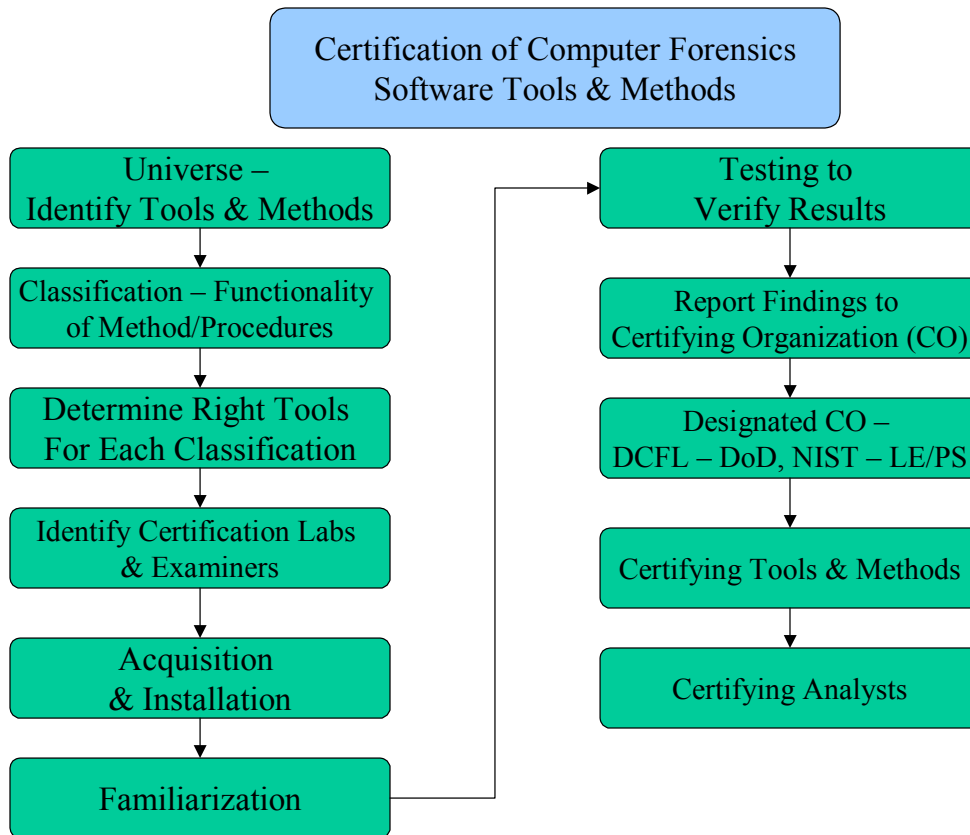 Certification of Computer Forensics
Software Tools & Methods
Universe –
Identify Tools & Methods
Classification – Functionality
of Method/Procedures
Determine Right Tools
For Each Classification
Identify Certification Labs
& Examiners
Acquisition
& Installation
Familiarization
Testing to
Verify Results
Report Findings to
Certifying Organization (CO)
Designated CO –
DCFL – DoD, NIST – LE/PS
Certifying Tools & Methods
Certifying Analysts